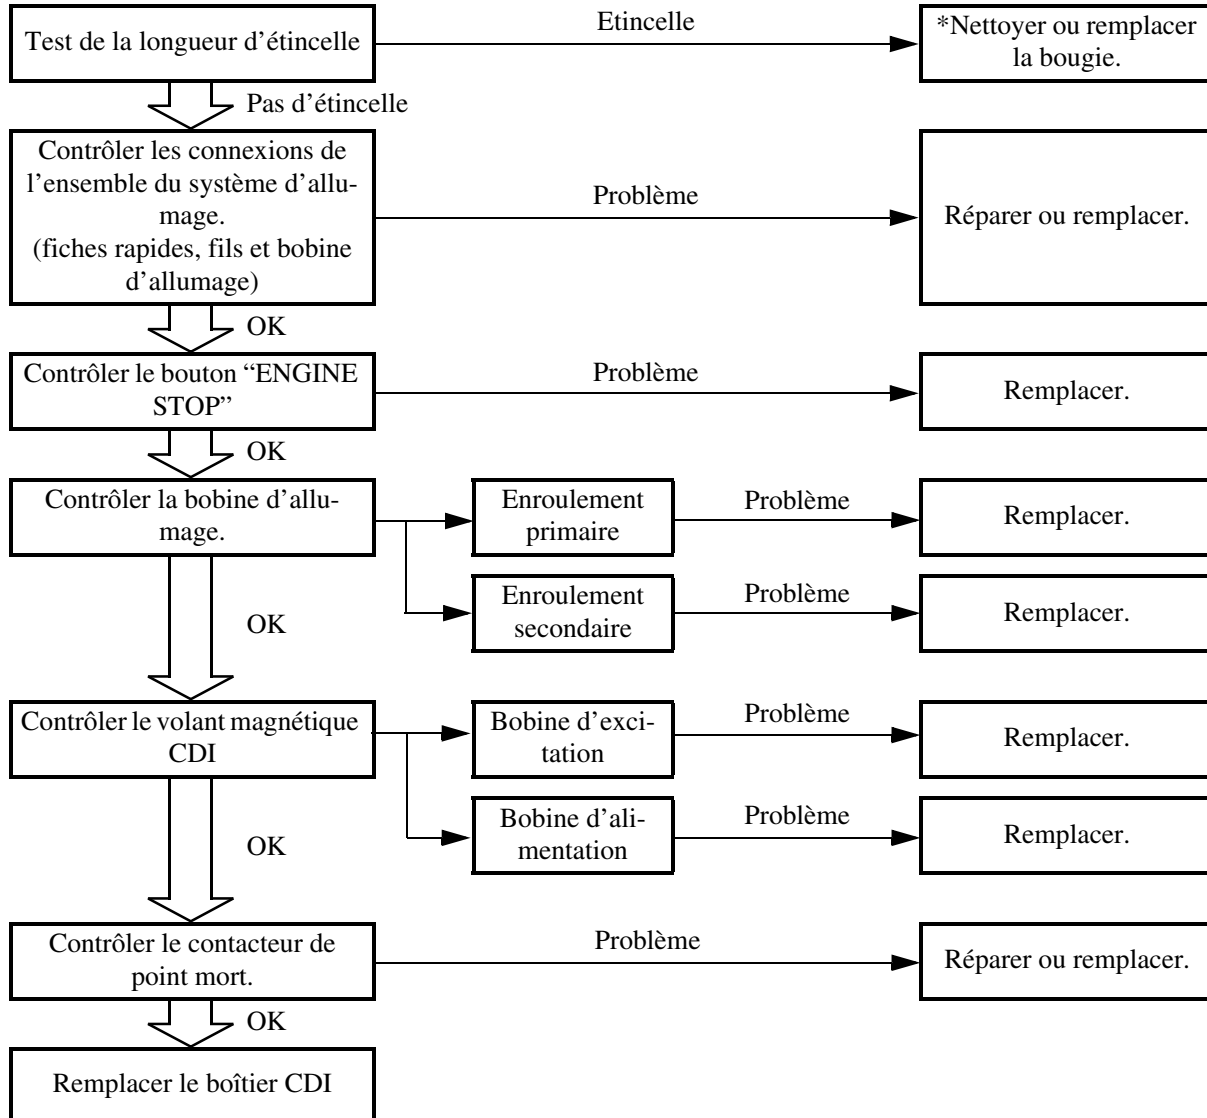 Test de la longueur d’étincelle
Etincelle
*Nettoyer ou remplacer
la bougie.
Pas d’étincelle
Contrôler les connexions de
l’ensemble du système d’allu-
mage.
(fiches rapides, fils et bobine
d’allumage)
Problème
Réparer ou remplacer.
OK
Contrôler le bouton “ENGINE
STOP”
Problème
Remplacer.
OK
Contrôler la bobine d’allu-
mage.
Enroulement
primaire
Problème
Remplacer.
Enroulement
secondaire
Problème
Remplacer.
OK
Contrôler le volant magnétique
CDI
Bobine d’exci-
tation
Problème
Remplacer.
Bobine d’ali-
mentation
Problème
Remplacer.
OK
Contrôler le contacteur de
point mort.
Problème
Réparer ou remplacer.
OK
Remplacer le boîtier CDI